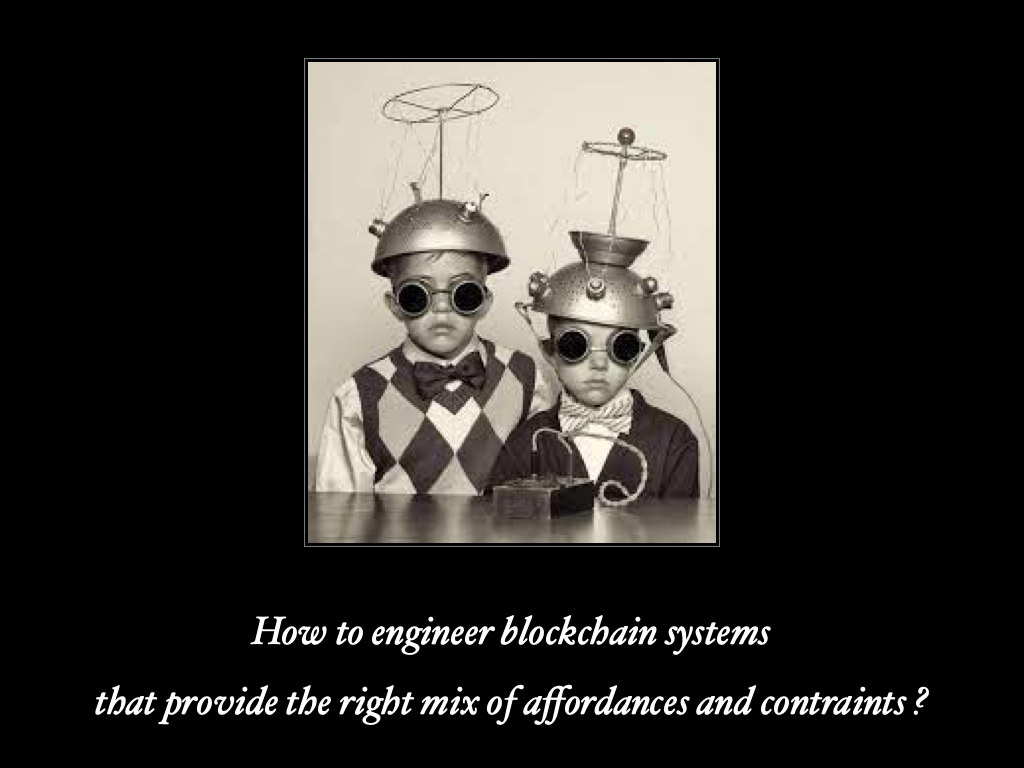 How to engineer blockchain systems
that provide the right mix of affordances and contraints ?